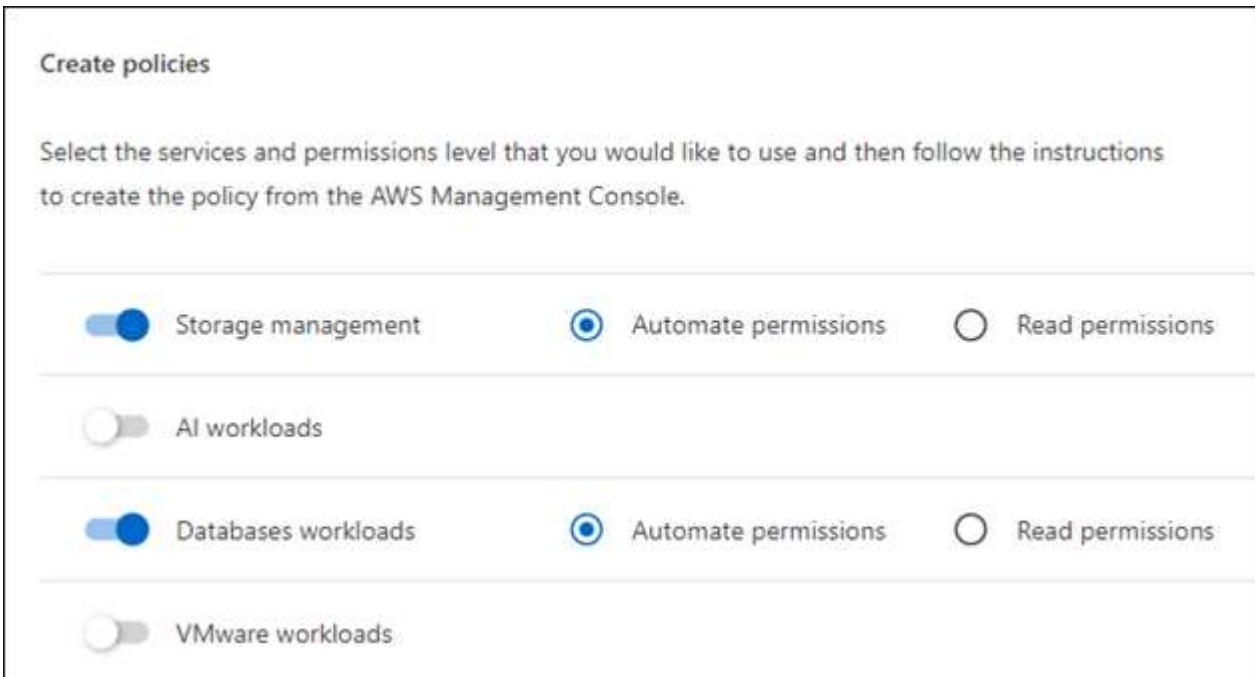 Create policies
Select the services and permissions level that you would like to use and then follow the instructions
to create the policy from the AWS Management Console.
Storage management Automate permissions Read permissions
AI workloads
Databases workloads Automate permissions Read permissions
VMware workloads